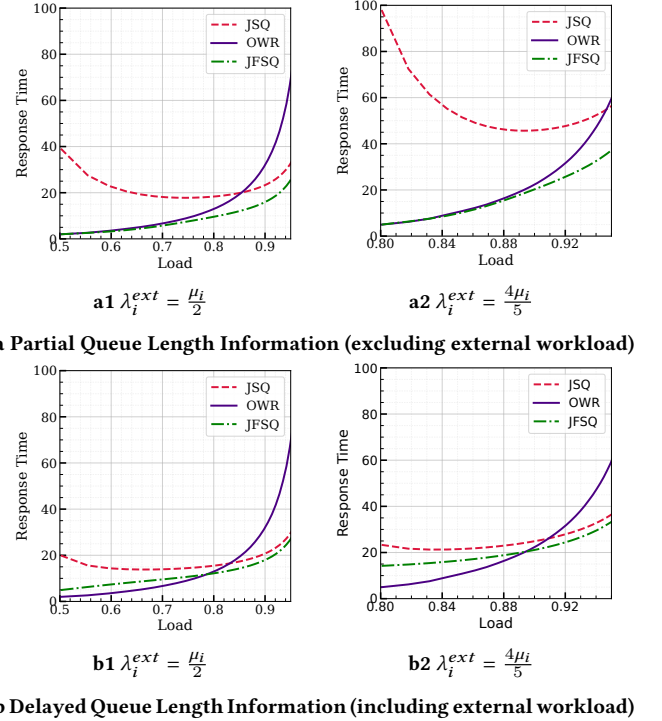 100
80
60
40
20
0
Response Time
0.5 0.6 0.7 0.8 0.9
Load
JSQ
OWR
JFSQ
a1 λ_i^{ext} = μ_i/2
100
80
60
40
20
0
Response Time
0.80 0.84 0.88 0.92
Load
JSQ
OWR
JFSQ
a2 λ_i^{ext} = 4μ_i/5
a Partial Queue Length Information (excluding external workload)
100
80
60
40
20
0
Response Time
0.5 0.6 0.7 0.8 0.9
Load
JSQ
OWR
JFSQ
b1 λ_i^{ext} = μ_i/2
100
80
60
40
20
0
Response Time
0.80 0.84 0.88 0.92
Load
JSQ
OWR
JFSQ
b2 λ_i^{ext} = 4μ_i/5
b Delayed Queue Length Information (including external workload)